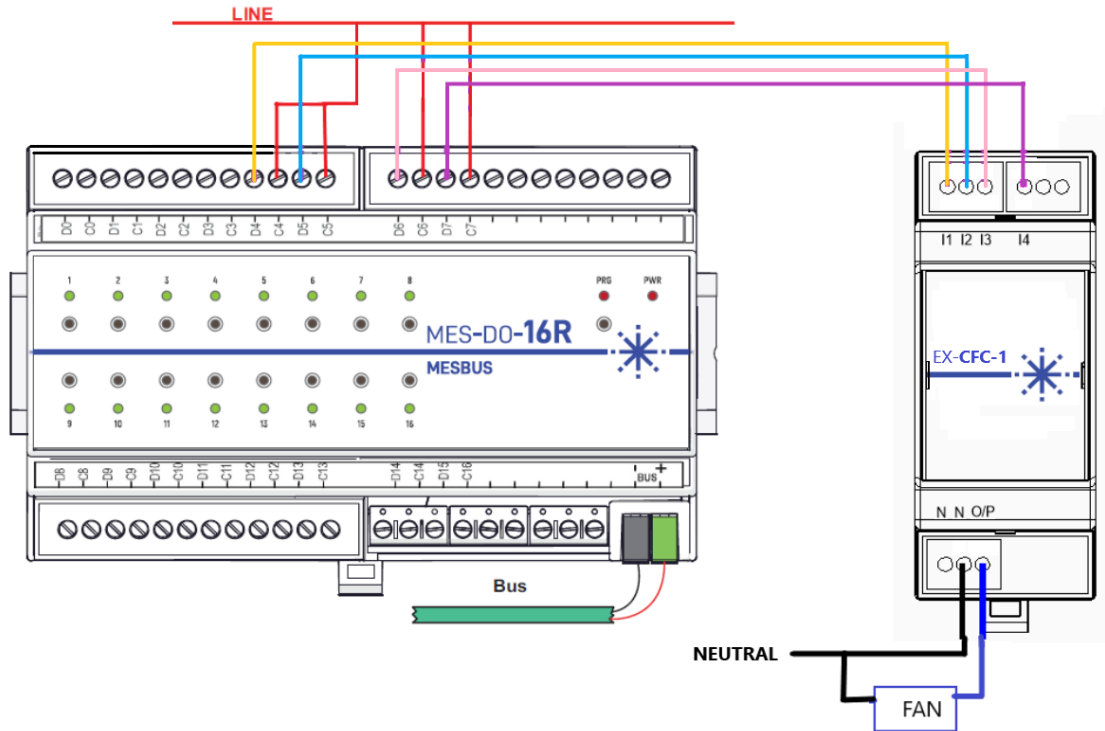 LINE
D0 C0 D1 C1 D2 C2 D3 C3 D4 C4 D5 C5 D6 C6 D7 C7
I1 I2 I3 I4
1 2 3 4 5 6 7 8 PRG PWR
MES-DO-16R
MESBUS
EX-CFC-1
9 10 11 12 13 14 15 16
D8 C8 D9 C9 D10 C10 D11 C11 D12 C12 D13 C13 D14 C14 D15 C16 - +
BUS
N N O/P
Bus
NEUTRAL
FAN